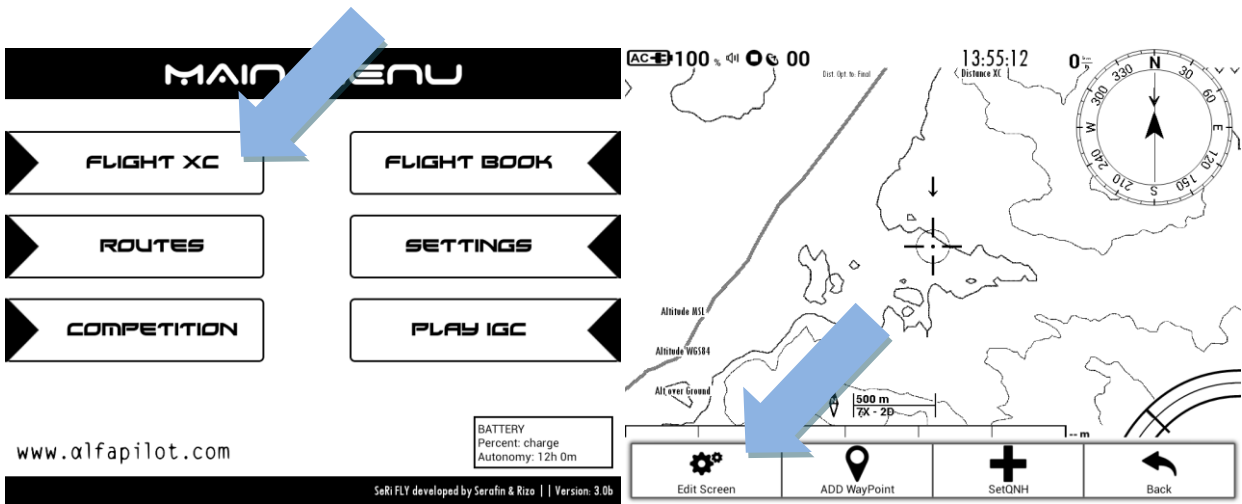 MAIN MENU
FLIGHT XC
FLIGHT BOOK
ROUTES
SETTINGS
COMPETITION
PLAY IGC
www.αlfapilot.com
BATTERY
Percent: charge
Autonomy: 12h 0m
SeRi FLY developed by Serafin & Rizo | | Version: 3.0b
AC 100 % 00
13:55:12
0 km h
Dist. Opt. to: Final
Distance XC
N
30
60
E
120
150
S
210
240
W
300
330
Altitude MSL
Altitude WGS84
Alt over Ground
500 m
7X - 2D
-- m
Edit Screen
ADD WayPoint
SetQNH
Back